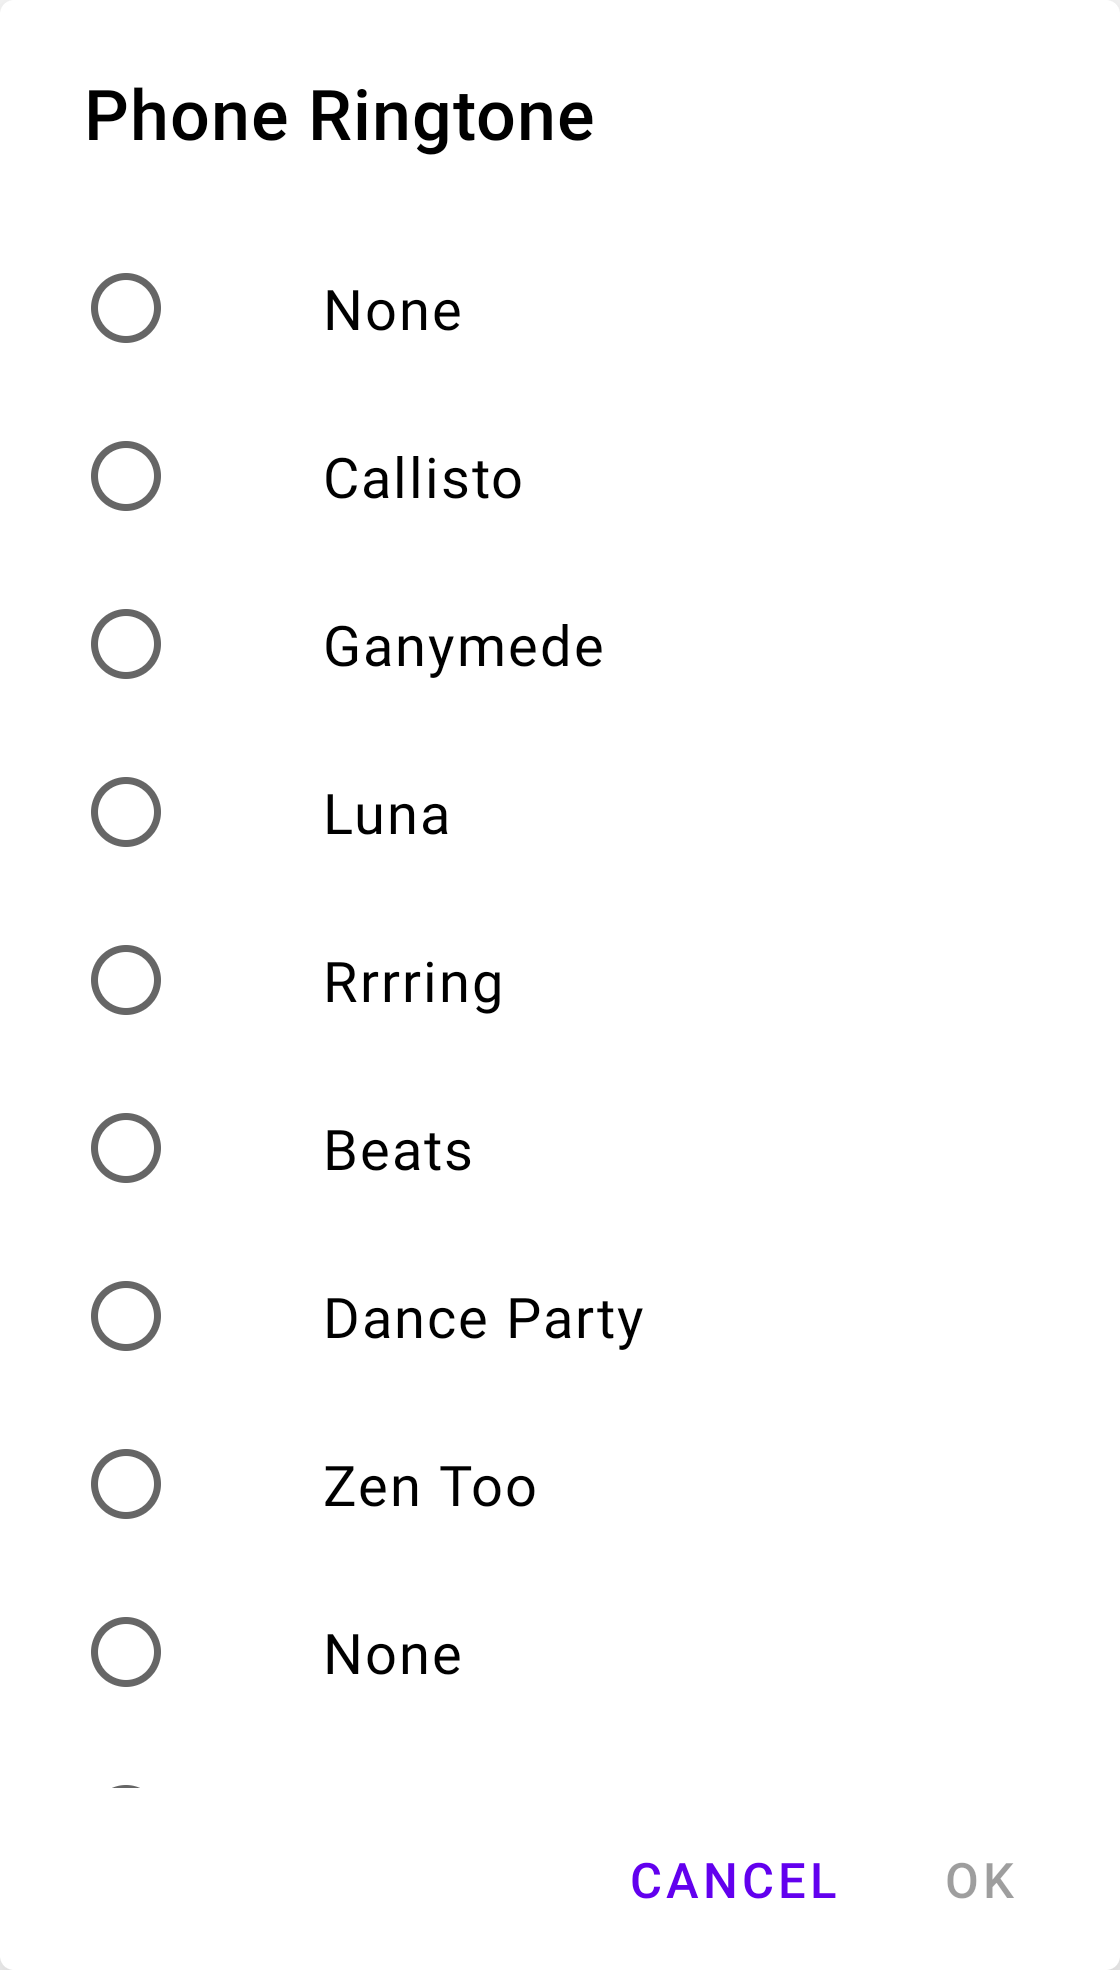 Phone Ringtone
None
Callisto
Ganymede
Luna
Rrrring
Beats
Dance Party
Zen Too
None
CANCEL OK